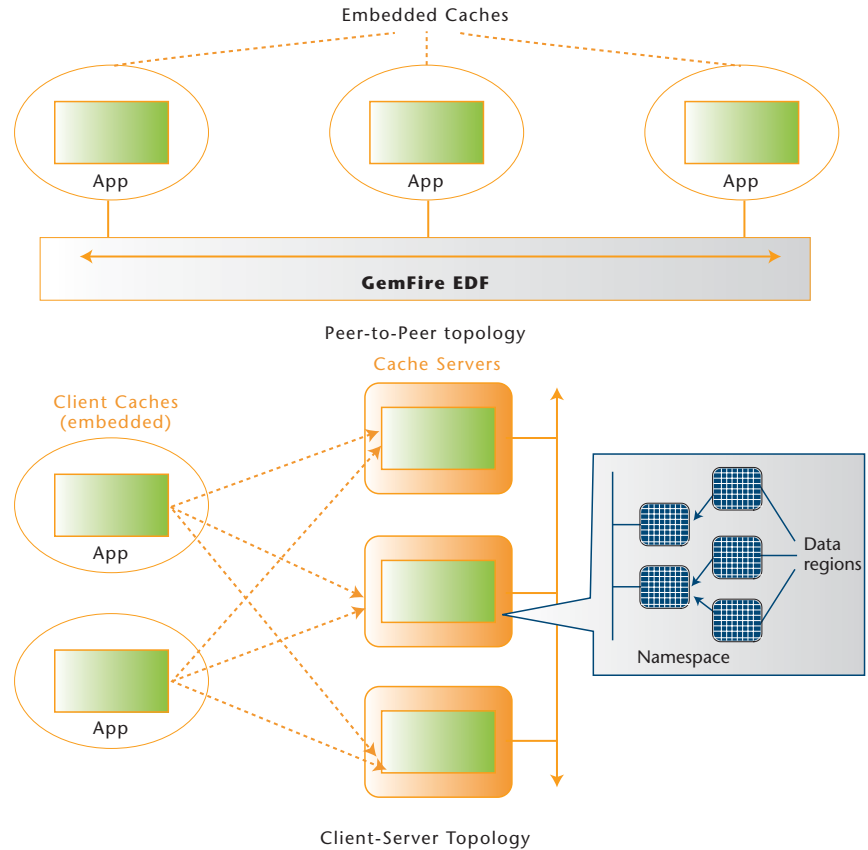 Embedded Caches
App
App
App
GemFire EDF
Peer-to-Peer topology
Cache Servers
Client Caches
(embedded)
App
App
Data
regions
Namespace
Client-Server Topology